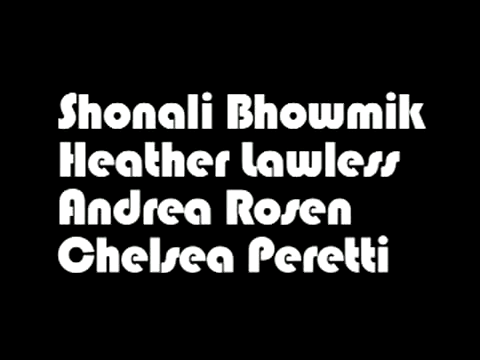 Shonali Bhowmik
Heather Lawless
Andrea Rosen
Chelsea Peretti